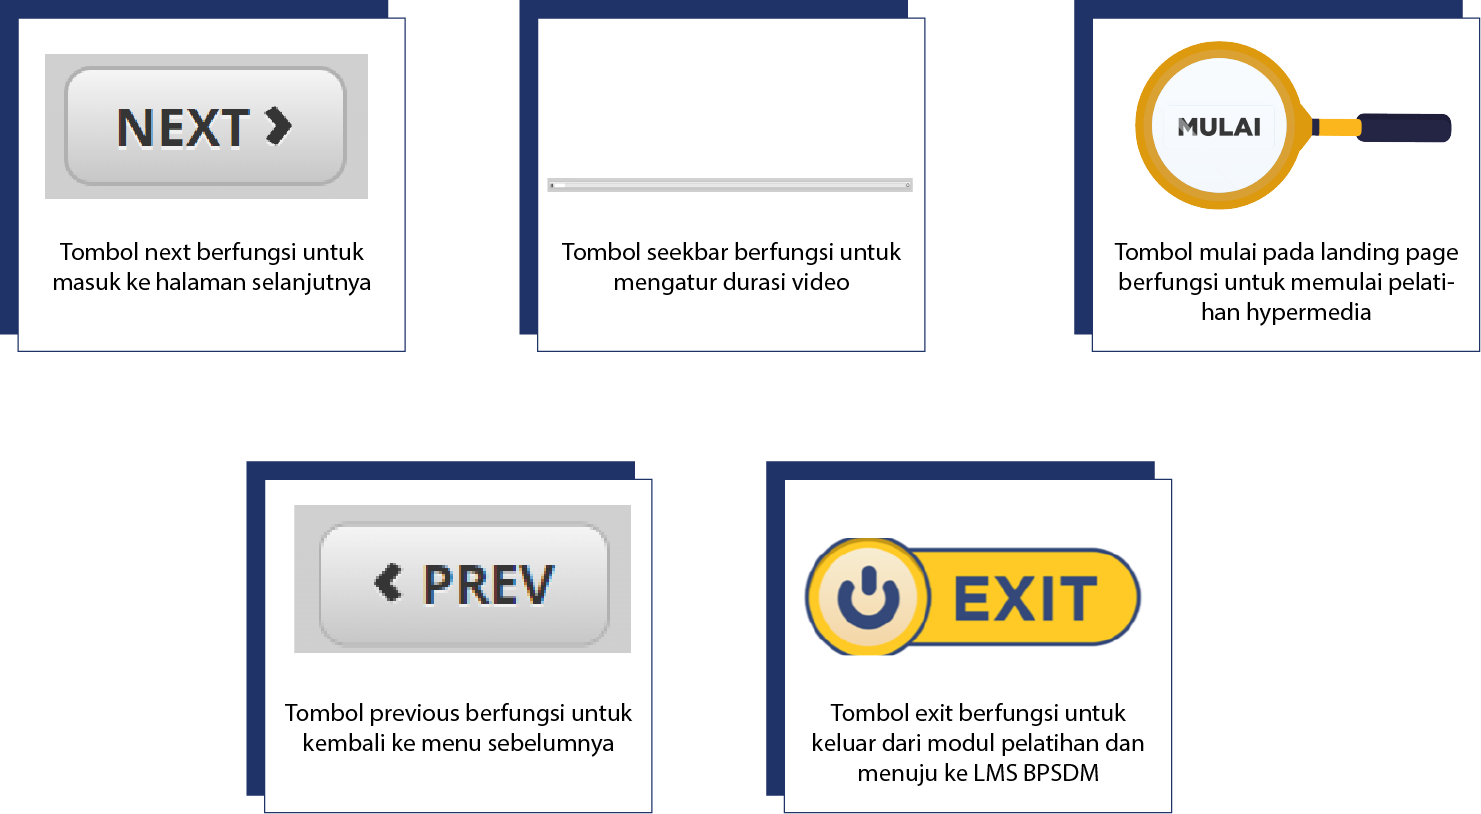 NEXT
Tombol next berfungsi untuk
masuk ke halaman selanjutnya
Tombol seekbar berfungsi untuk
mengatur durasi video
MULAI
Tombol mulai pada landing page
berfungsi untuk memulai pelati-
han hypermedia
PREV
Tombol previous berfungsi untuk
kembali ke menu sebelumnya
EXIT
Tombol exit berfungsi untuk
keluar dari modul pelatihan dan
menuju ke LMS BPSDM